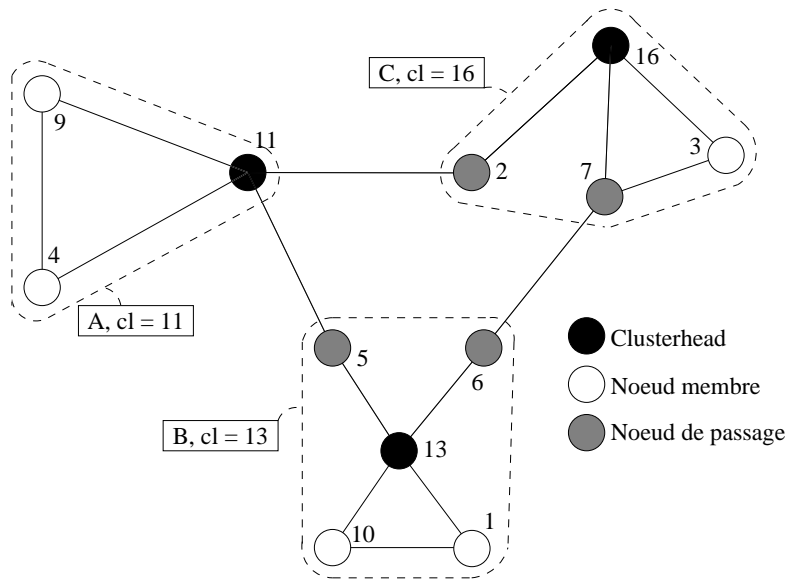 16
C, cl = 16
9
11
3
2
7
4
A, cl = 11
5
6
Clusterhead
Noeud membre
B, cl = 13
13
Noeud de passage
10
1